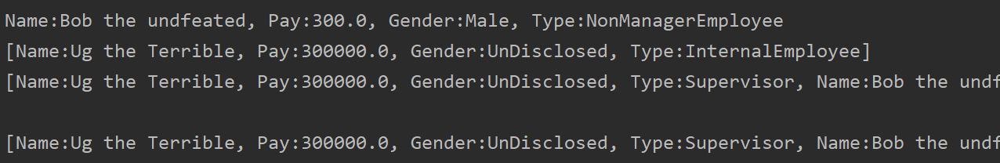 Name:Bob the undfeated, Pay:300.0, Gender:Male, Type:NonManagerEmployee
[Name:Ug the Terrible, Pay:300000.0, Gender:UnDisclosed, Type:InternalEmployee]
[Name:Ug the Terrible, Pay:300000.0, Gender:UnDisclosed, Type:Supervisor, Name:Bob the undf
[Name:Ug the Terrible, Pay:300000.0, Gender:UnDisclosed, Type:Supervisor, Name:Bob the undf